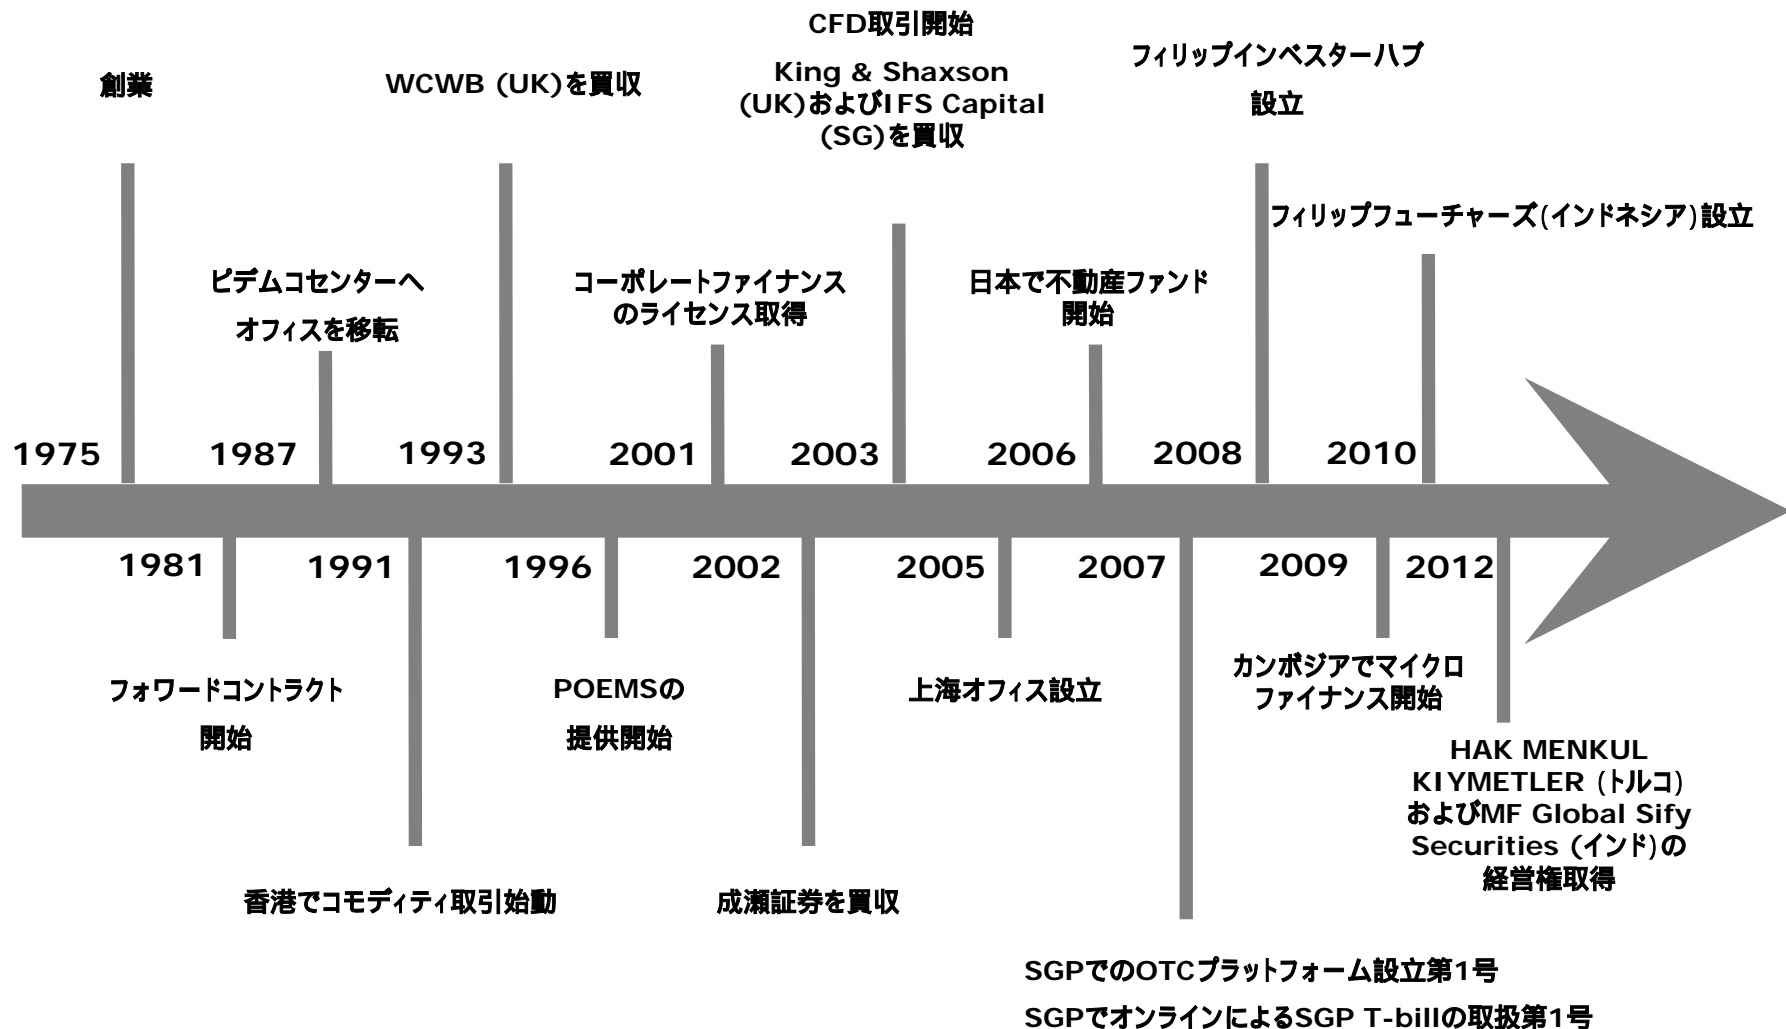 CFD取引開始
King & Shaxson
(UK)およびIFS Capital
(SG)を買収
フィリップインベスターハブ
設立
創業
WCWB (UK)を買収
フィリップフューチャーズ(インドネシア)設立
ピデムコセンターへ
オフィスを移転
コーポレートファイナンス
のライセンス取得
日本で不動産ファンド
開始
1975
1987
1993
2001
2003
2006
2008
2010
1981
1991
1996
2002
2005
2007
2009
2012
フォワードコントラクト
開始
POEMSの
提供開始
上海オフィス設立
カンボジアでマイクロ
ファイナンス開始
HAK MENKUL
KIYMETLER (トルコ)
およびMF Global Sify
Securities (インド)の
経営権取得
香港でコモディティ取引始動
成瀬証券を買収
SGPでのOTCプラットフォーム設立第1号
SGPでオンラインによるSGP T-billの取扱第1号